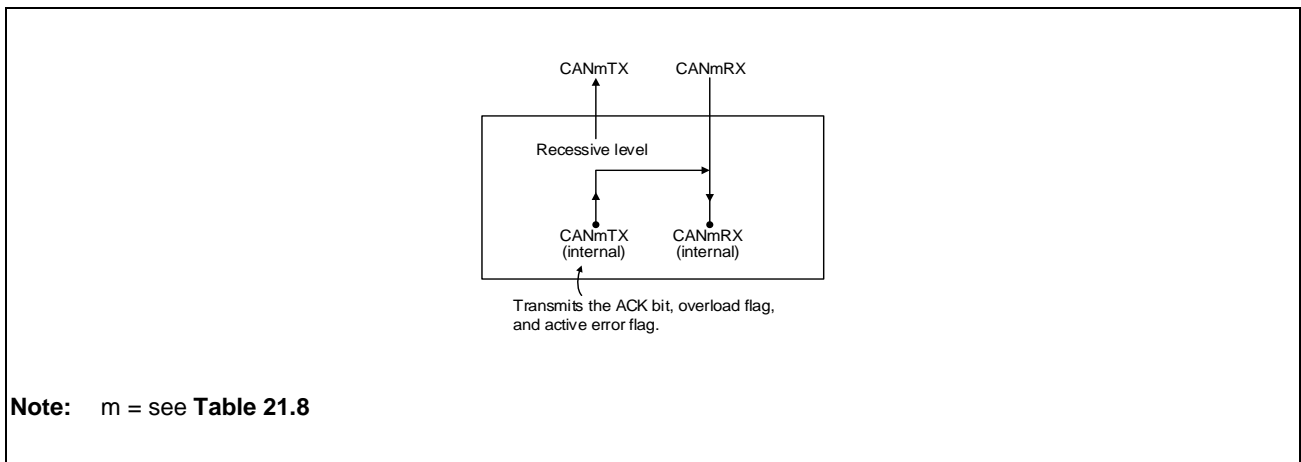 CANmTX CANmRX
Recessive level
CANmTX CANmRX
(internal) (internal)
Transmits the ACK bit, overload flag,
and active error flag.
Note: m = see Table 21.8